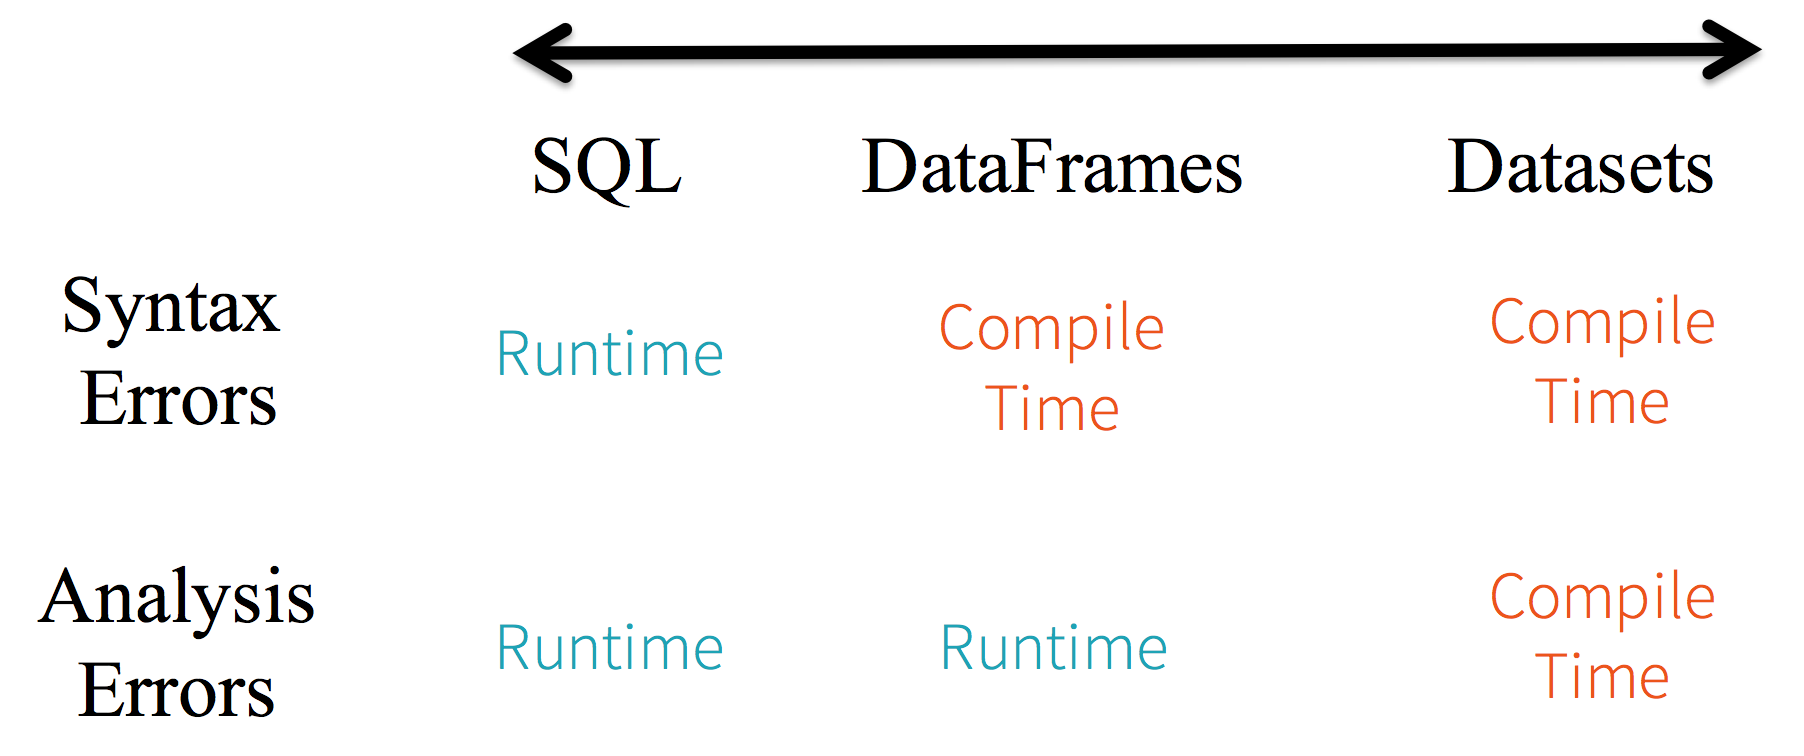 SQL DataFrames Datasets
Syntax
Errors
Runtime
Compile
Time
Compile
Time
Analysis
Errors
Runtime
Runtime
Compile
Time